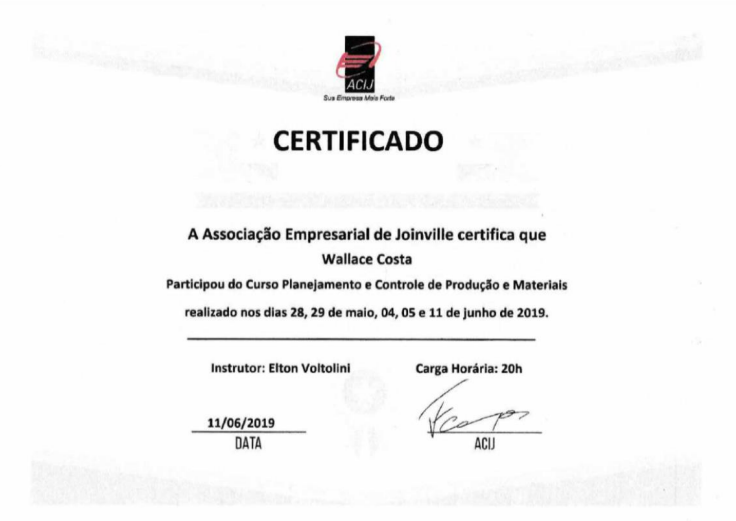 ACIJ
Sua Empresa Mais Forte
CERTIFICADO
A Associação Empresarial de Joinville certifica que
Wallace Costa
Participou do Curso Planejamento e Controle de Produção e Materiais
realizado nos dias 28, 29 de maio, 04, 05 e 11 de junho de 2019.
Instrutor: Elton Voltolini
Carga Horária: 20h
11/06/2019
DATA
ACIJ